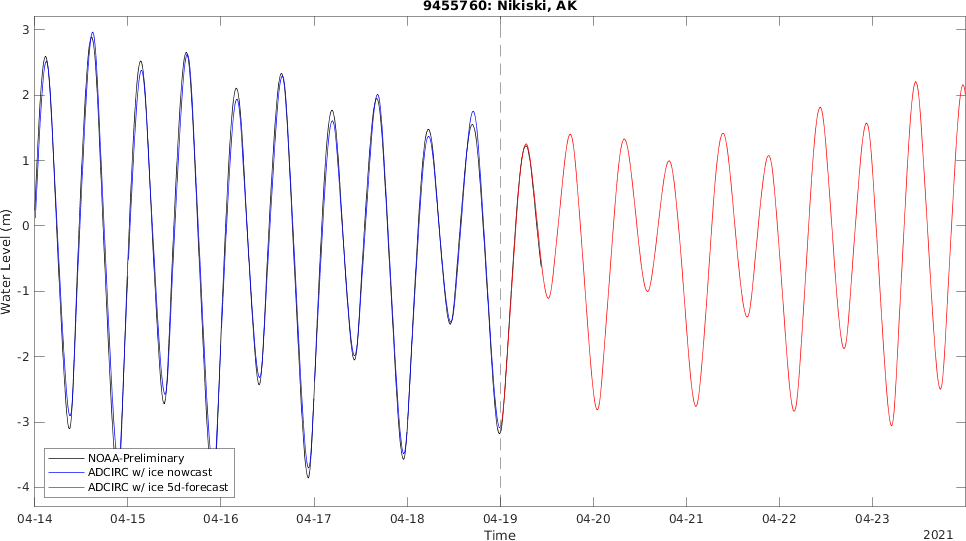 9455760: Nikiski, AK
3
2
1
0
-1
-2
-3
-4
Water Level (m)
NOAA-Preliminary
ADCIRC w/ ice nowcast
ADCIRC w/ ice 5d-forecast
04-14 04-15 04-16 04-17 04-18 04-19 04-20 04-21 04-22 04-23
Time
2021